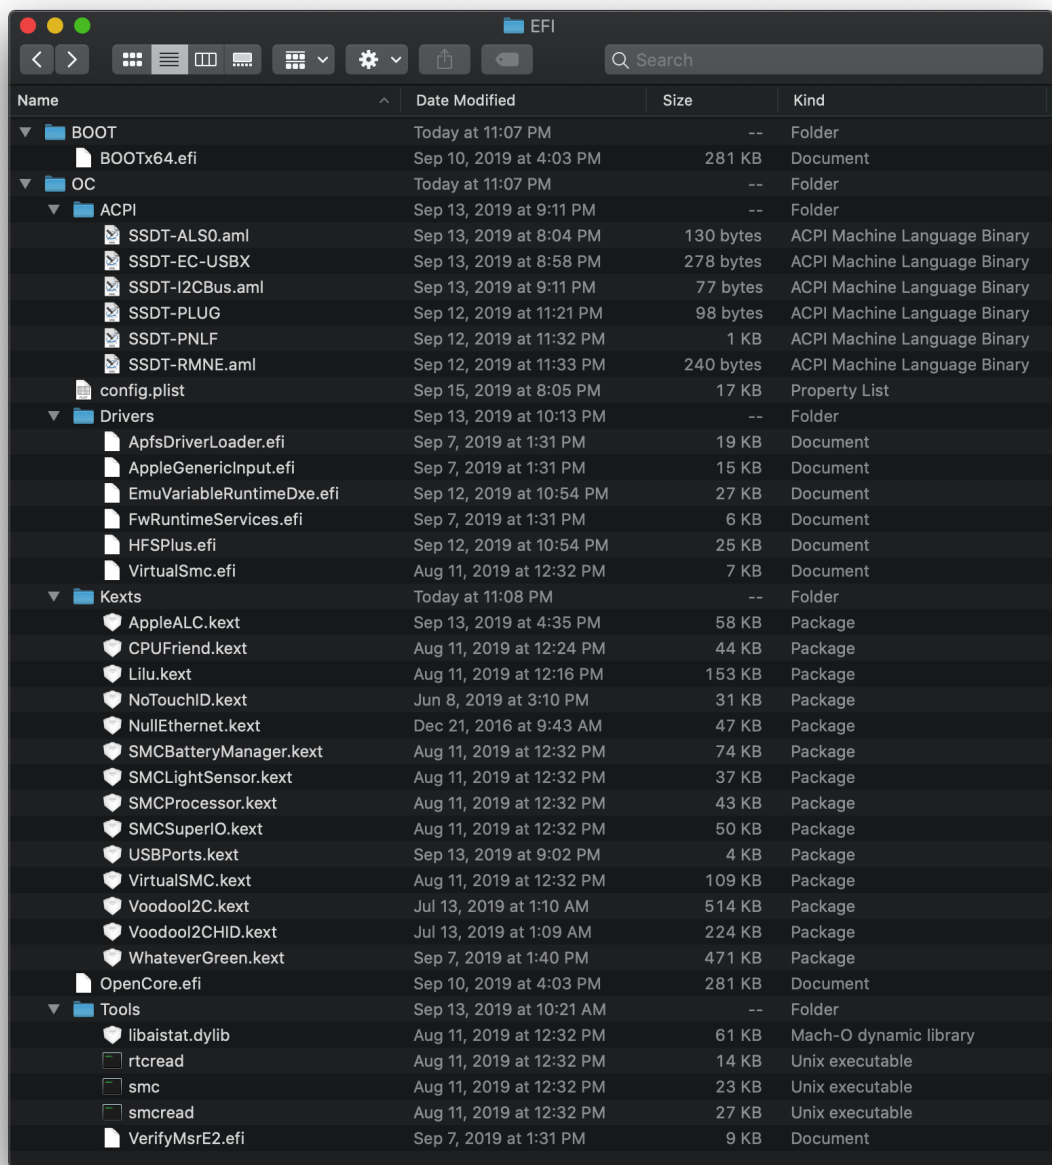 EFI
Search
Name Date Modified Size Kind
BOOT Today at 11:07 PM -- Folder
BOOTx64.efi Sep 10, 2019 at 4:03 PM 281 KB Document
OC Today at 11:07 PM -- Folder
ACPI Sep 13, 2019 at 9:11 PM -- Folder
SSDT-ALS0.aml Sep 13, 2019 at 8:04 PM 130 bytes ACPI Machine Language Binary
SSDT-EC-USBX Sep 13, 2019 at 8:58 PM 278 bytes ACPI Machine Language Binary
SSDT-I2CBus.aml Sep 13, 2019 at 9:11 PM 77 bytes ACPI Machine Language Binary
SSDT-PLUG Sep 12, 2019 at 11:21 PM 98 bytes ACPI Machine Language Binary
SSDT-PNLF Sep 12, 2019 at 11:32 PM 1 KB ACPI Machine Language Binary
SSDT-RMNE.aml Sep 12, 2019 at 11:33 PM 240 bytes ACPI Machine Language Binary
config.plist Sep 15, 2019 at 8:05 PM 17 KB Property List
Drivers Sep 13, 2019 at 10:13 PM -- Folder
ApfsDriverLoader.efi Sep 7, 2019 at 1:31 PM 19 KB Document
AppleGenericInput.efi Sep 7, 2019 at 1:31 PM 15 KB Document
EmuVariableRuntimeDxe.efi Sep 12, 2019 at 10:54 PM 27 KB Document
FwRuntimeServices.efi Sep 7, 2019 at 1:31 PM 6 KB Document
HFSPlus.efi Sep 12, 2019 at 10:54 PM 25 KB Document
VirtualSmc.efi Aug 11, 2019 at 12:32 PM 7 KB Document
Kexts Today at 11:08 PM -- Folder
AppleALC.kext Sep 13, 2019 at 4:35 PM 58 KB Package
CPUFriend.kext Aug 11, 2019 at 12:24 PM 44 KB Package
Lilu.kext Aug 11, 2019 at 12:16 PM 153 KB Package
NoTouchID.kext Jun 8, 2019 at 3:10 PM 31 KB Package
NullEthernet.kext Dec 21, 2016 at 9:43 AM 47 KB Package
SMCBatteryManager.kext Aug 11, 2019 at 12:32 PM 74 KB Package
SMCLightSensor.kext Aug 11, 2019 at 12:32 PM 37 KB Package
SMCProcessor.kext Aug 11, 2019 at 12:32 PM 43 KB Package
SMCSuperIO.kext Aug 11, 2019 at 12:32 PM 50 KB Package
USBPorts.kext Sep 13, 2019 at 9:02 PM 4 KB Package
VirtualSMC.kext Aug 11, 2019 at 12:32 PM 109 KB Package
VoodooI2C.kext Jul 13, 2019 at 1:10 AM 514 KB Package
VoodooI2CHID.kext Jul 13, 2019 at 1:09 AM 224 KB Package
WhateverGreen.kext Sep 7, 2019 at 1:40 PM 471 KB Package
OpenCore.efi Sep 10, 2019 at 4:03 PM 281 KB Document
Tools Sep 13, 2019 at 10:21 AM -- Folder
libaistat.dylib Aug 11, 2019 at 12:32 PM 61 KB Mach-O dynamic library
rtcread Aug 11, 2019 at 12:32 PM 14 KB Unix executable
smc Aug 11, 2019 at 12:32 PM 23 KB Unix executable
smcread Aug 11, 2019 at 12:32 PM 27 KB Unix executable
VerifyMsrE2.efi Sep 7, 2019 at 1:31 PM 9 KB Document